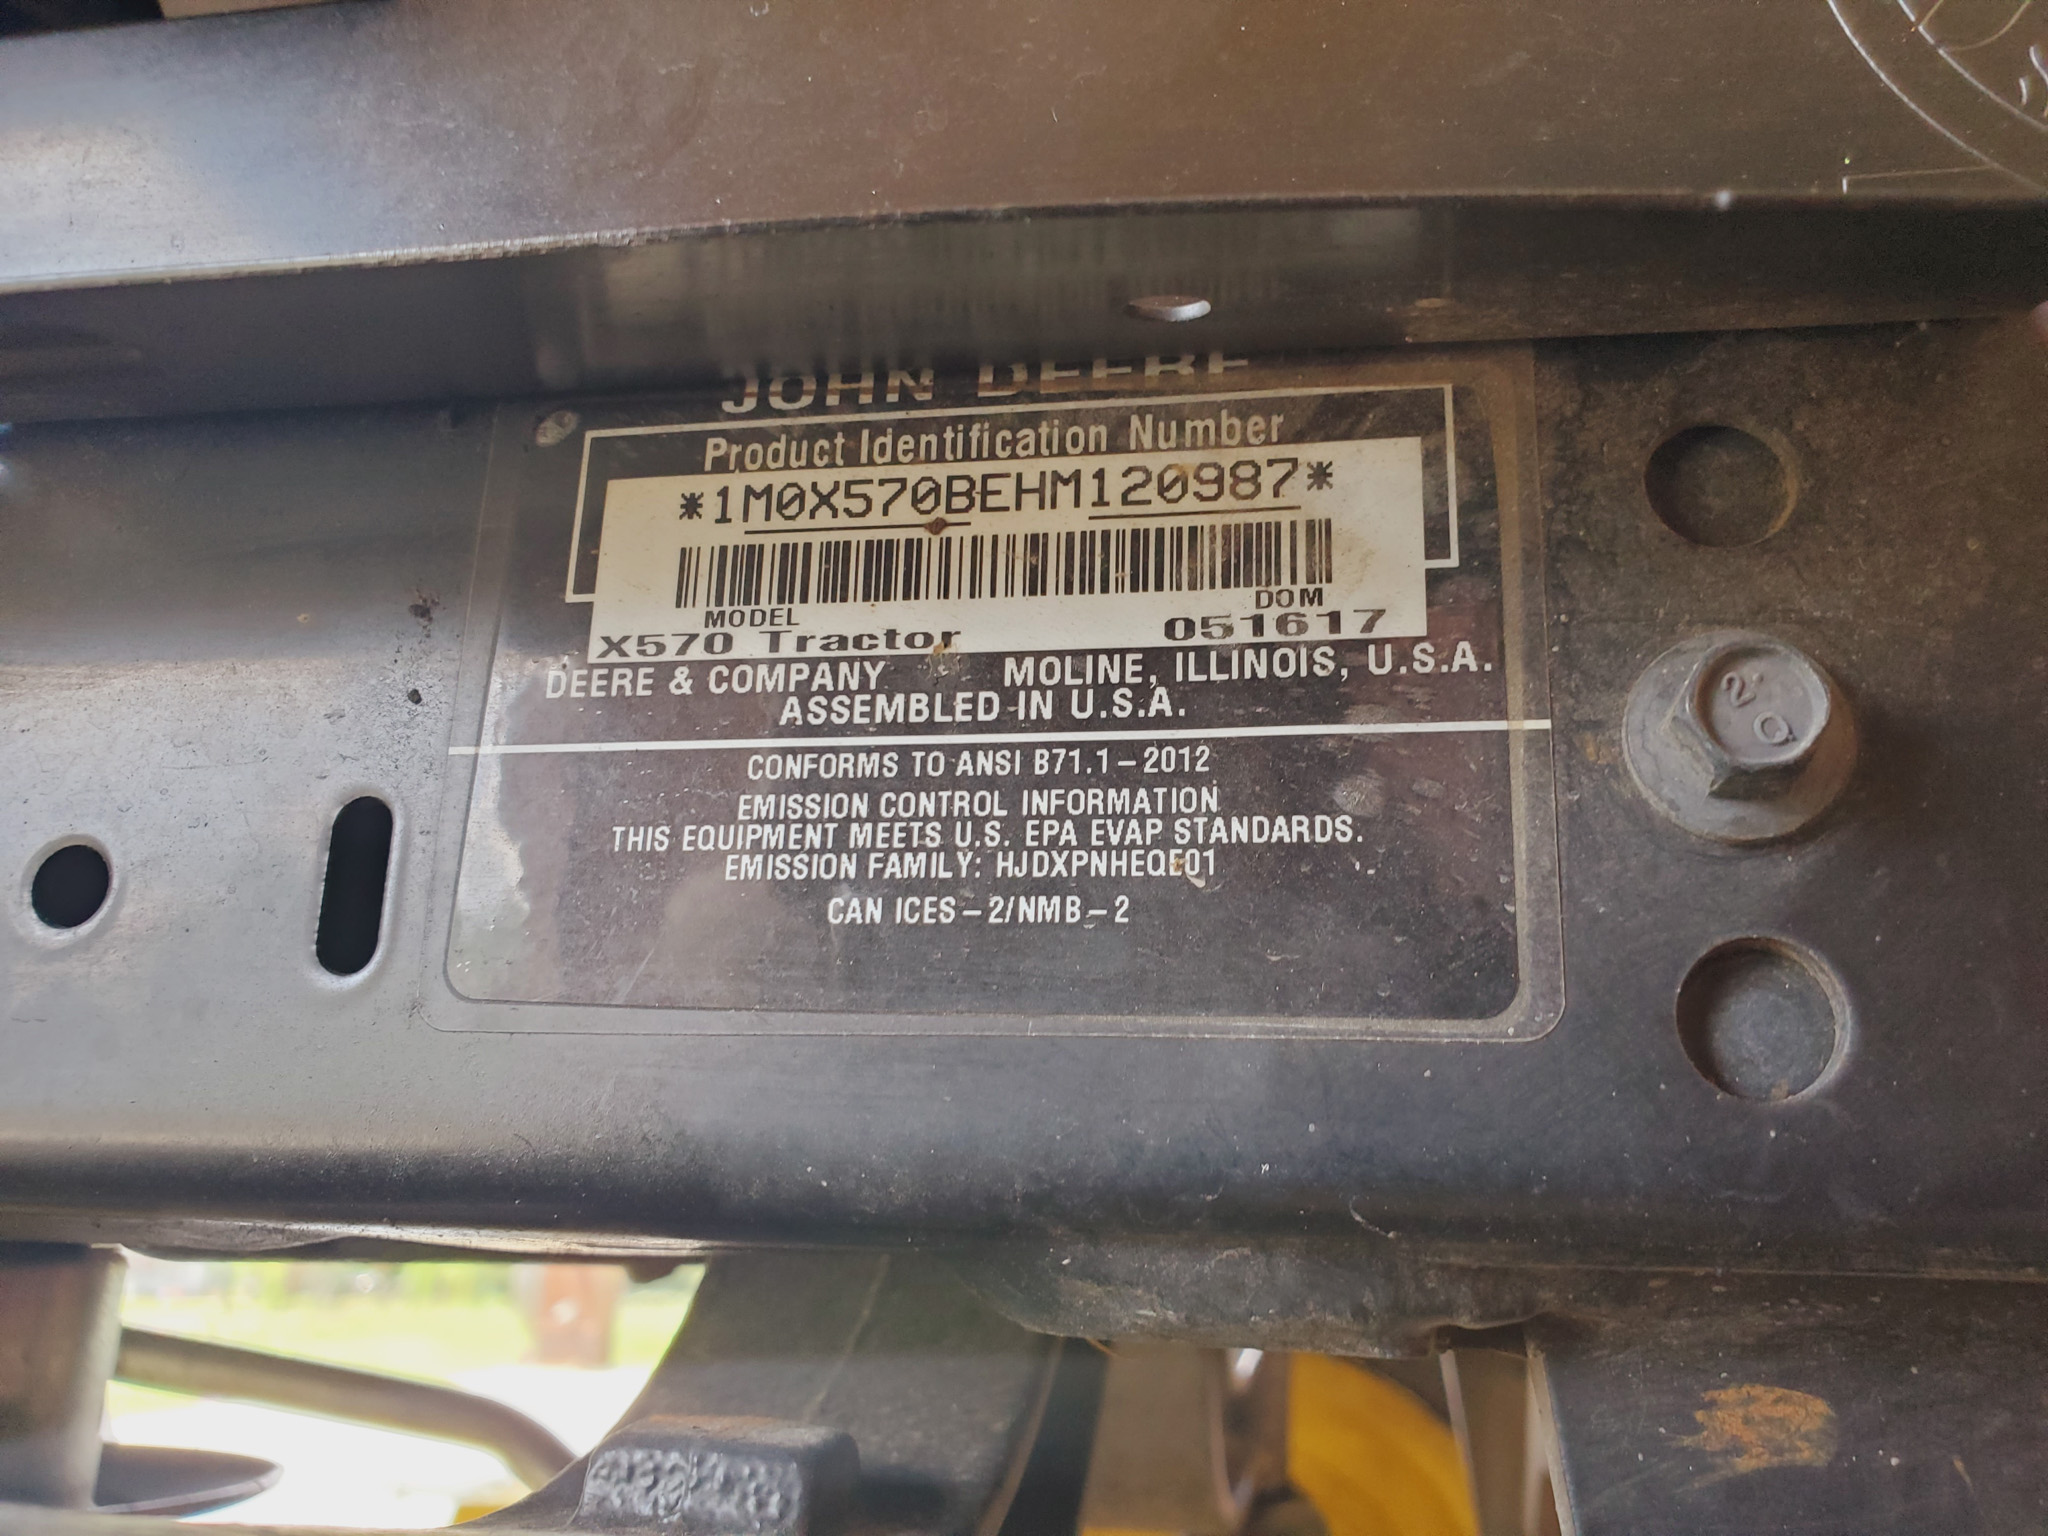 JOHN DEERE
Product Identification Number
*1M0X570BEHM120987*
MODEL DOM
X570 Tractor 051617
DEERE & COMPANY MOLINE, ILLINOIS, U.S.A.
ASSEMBLED IN U.S.A.
CONFORMS TO ANSI B71.1-2012
EMISSION CONTROL INFORMATION
THIS EQUIPMENT MEETS U.S. EPA EVAP STANDARDS.
EMISSION FAMILY: HJDXPNHEQE01
CAN ICES-2/NMB-2